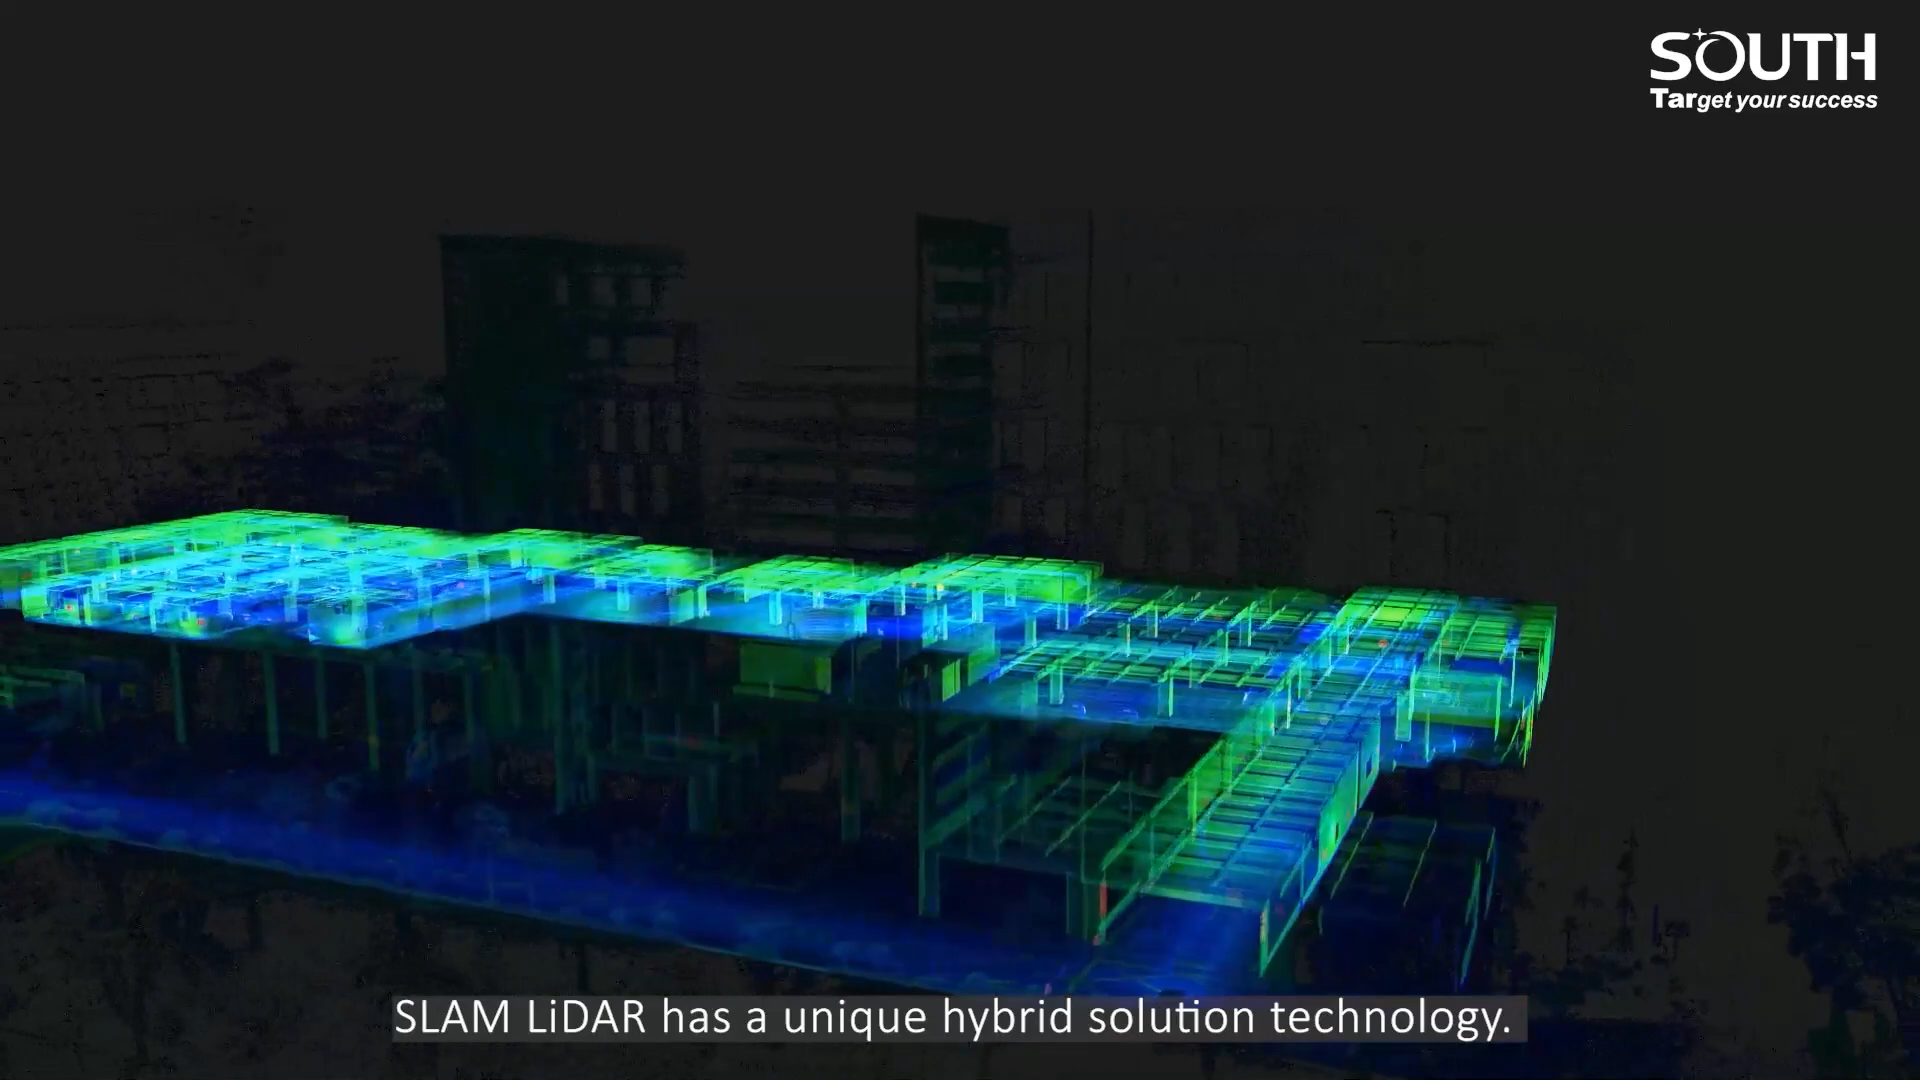 SOUTH
Target your success
SLAM LiDAR has a unique hybrid solution technology.